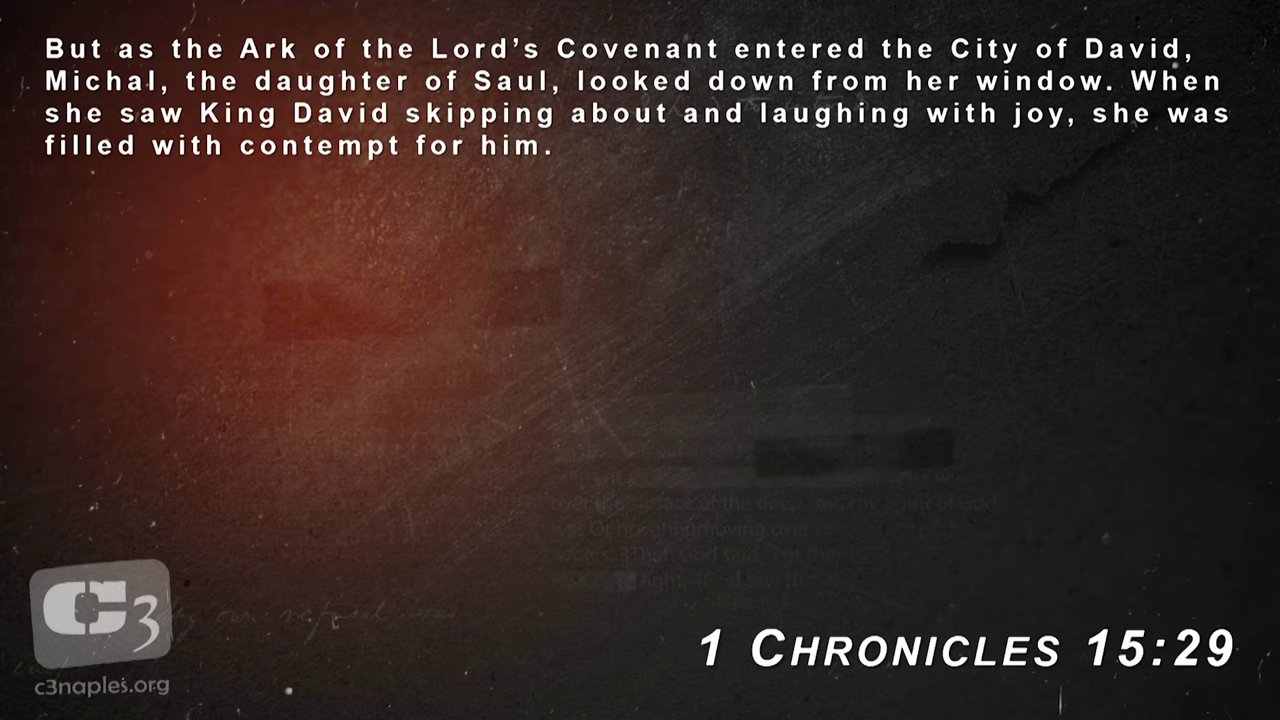 But as the Ark of the Lord’s Covenant entered the City of David,
Michal, the daughter of Saul, looked down from her window. When
she saw King David skipping about and laughing with joy, she was
filled with contempt for him.
C3
c3naples.org
1 CHRONICLES 15:29